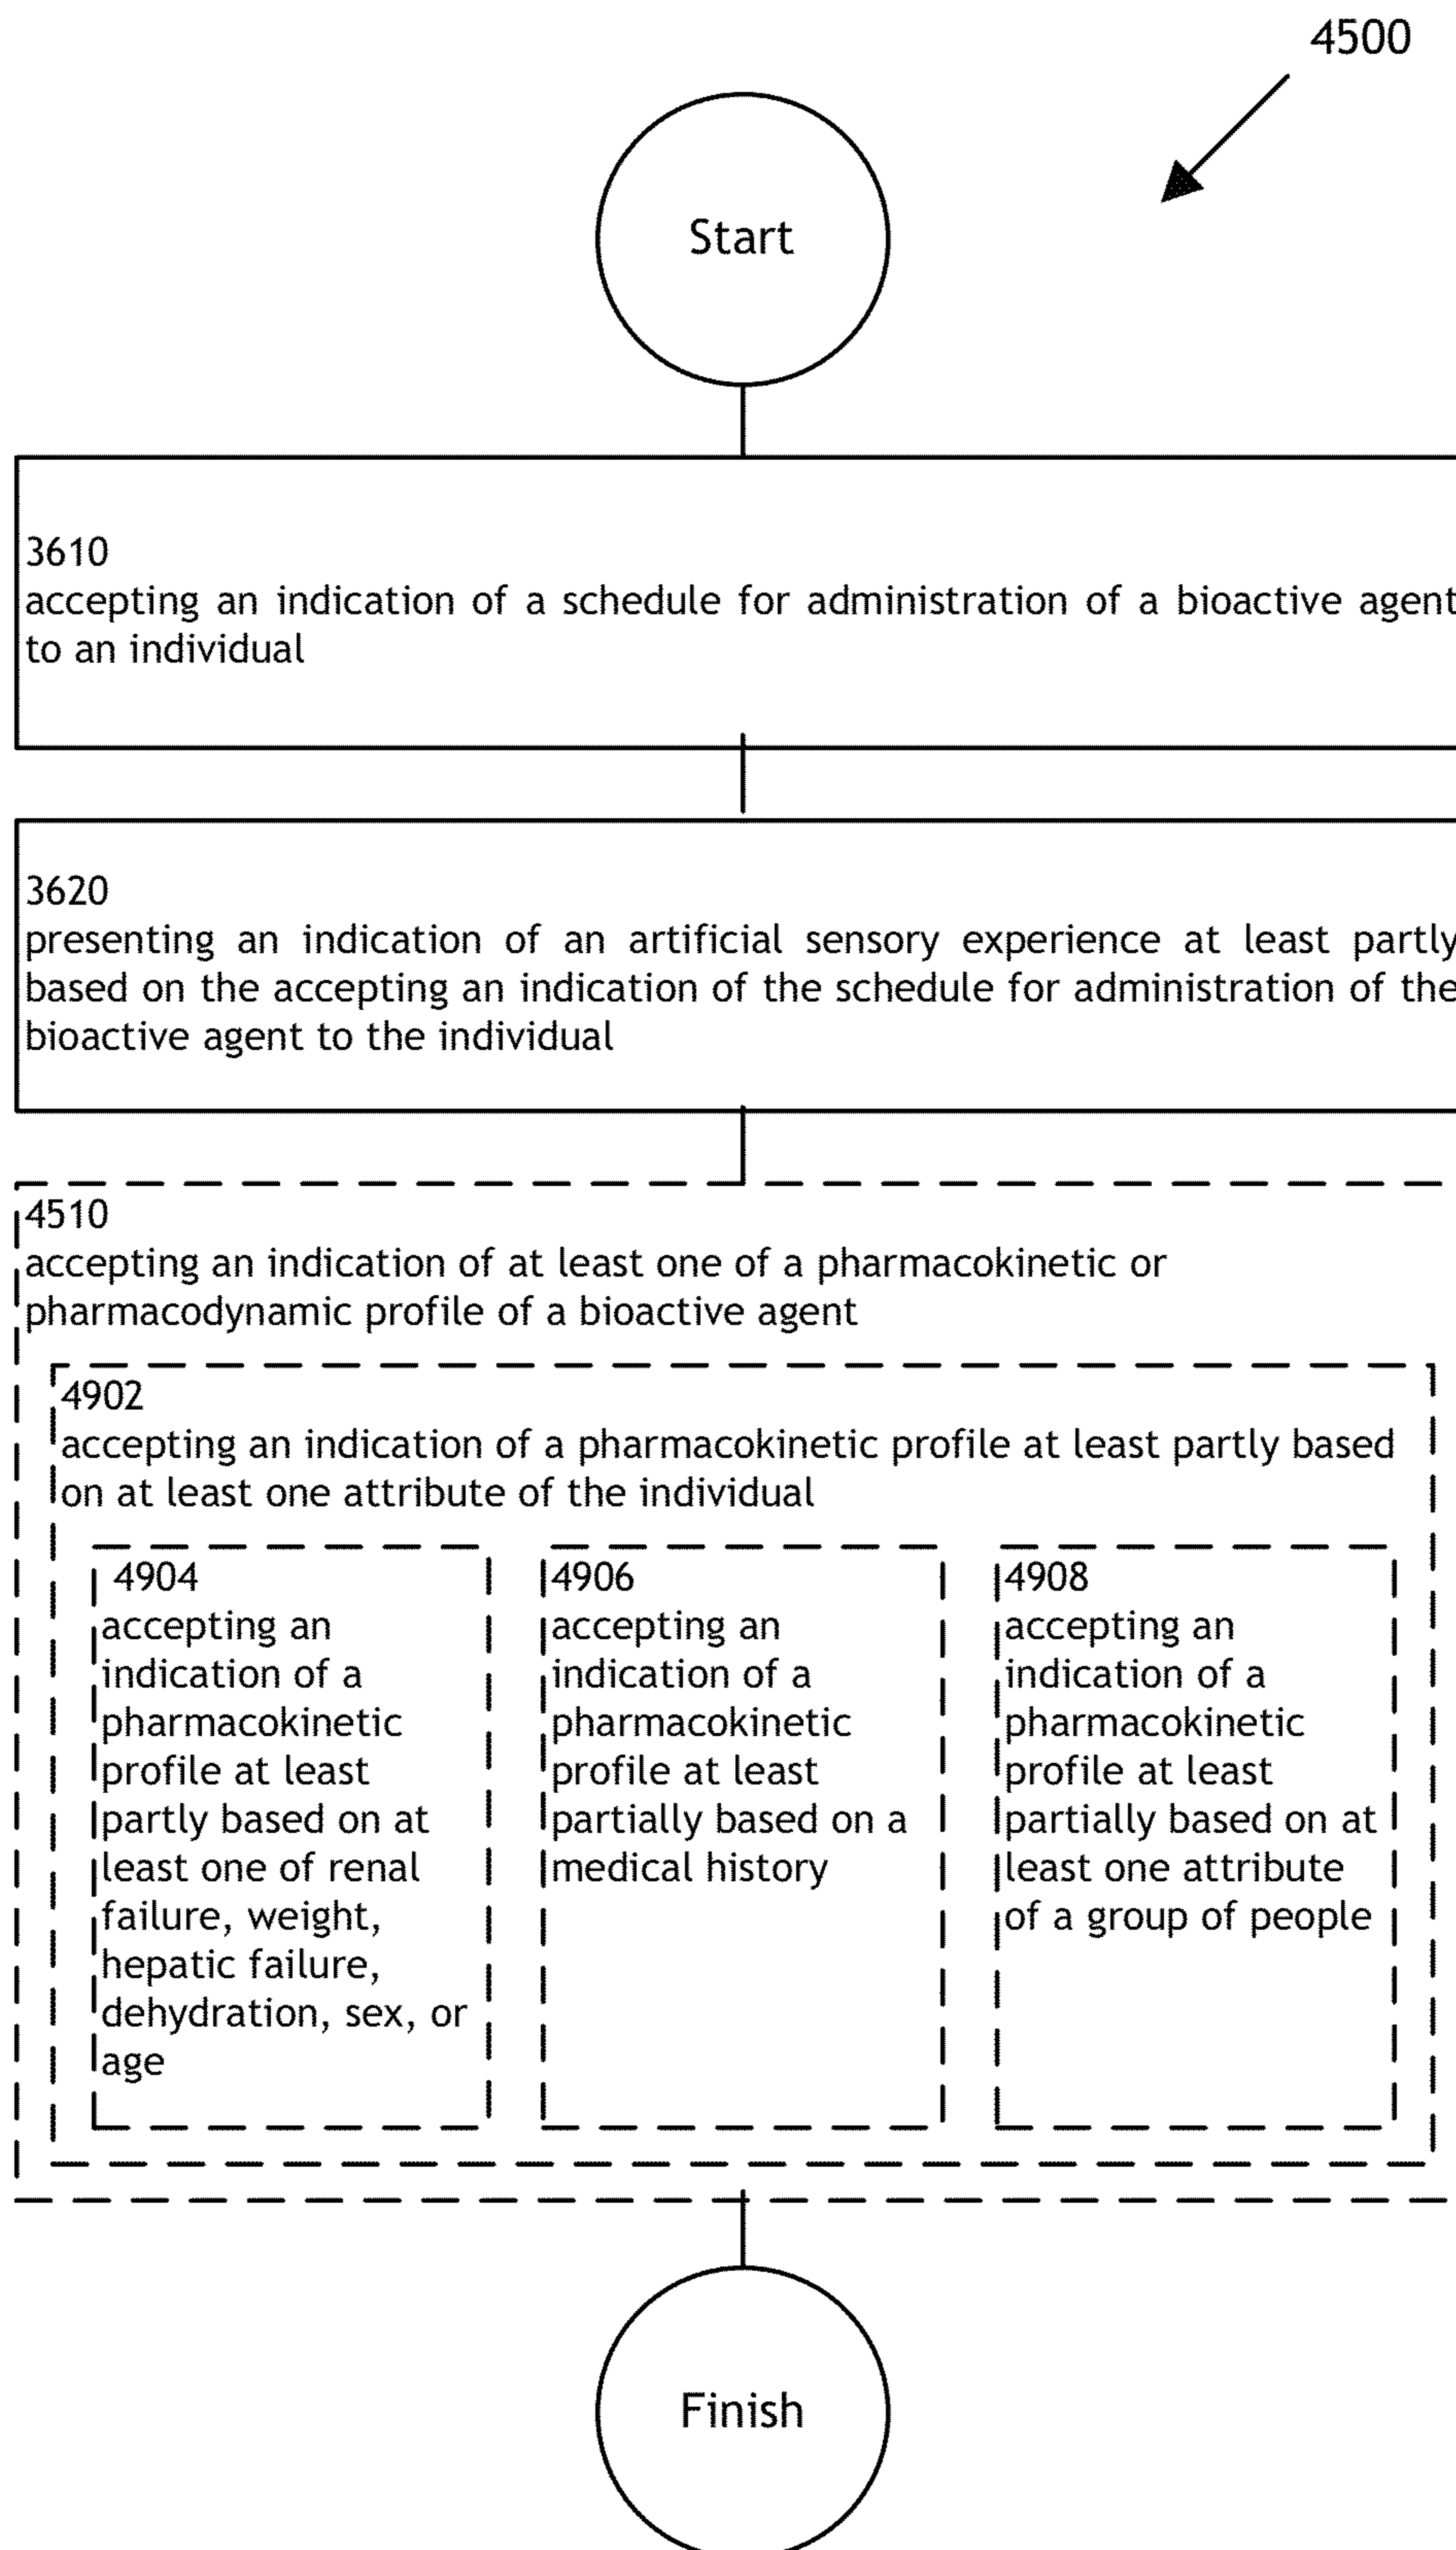 4500
Start
3610
accepting an indication of a schedule for administration of a bioactive agent
to an individual
3620
presenting an indication of an artificial sensory experience at least partly
based on the accepting an indication of the schedule for administration of the
bioactive agent to the individual
4510
accepting an indication of at least one of a pharmacokinetic or
pharmacodynamic profile of a bioactive agent
4902
accepting an indication of a pharmacokinetic profile at least partly based
on at least one attribute of the individual
4904
accepting an
indication of a
pharmacokinetic
profile at least
partly based on at
least one of renal
failure, weight,
hepatic failure,
dehydration, sex, or
age
4906
accepting an
indication of a
pharmacokinetic
profile at least
partially based on a
medical history
4908
accepting an
indication of a
pharmacokinetic
profile at least
partially based on at
least one attribute
of a group of people
Finish